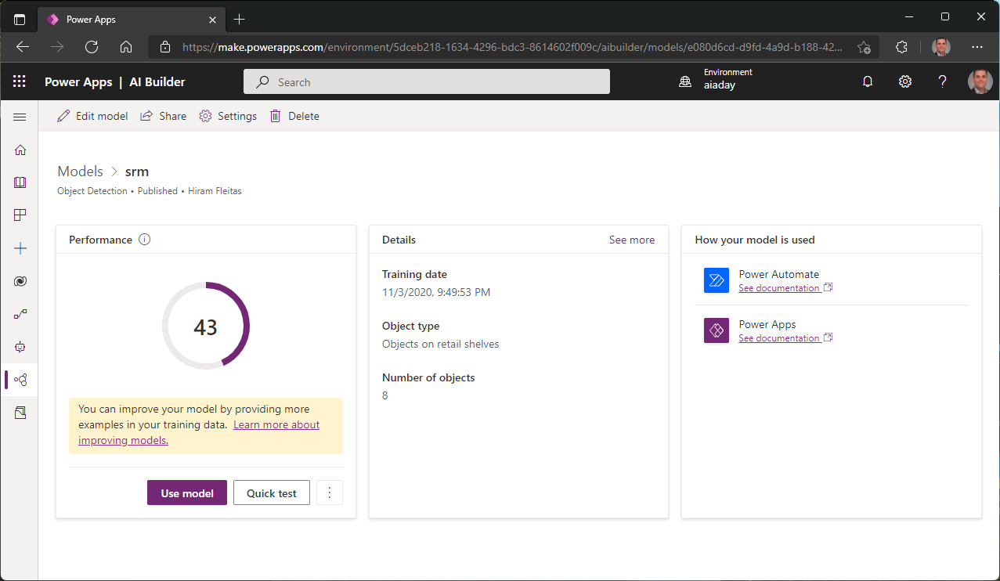 Power Apps
https://make.powerapps.com/environment/5dceb218-1634-4296-bdc3-8614602f009c/aibuilder/models/e080d6cd-d9fd-4a9d-b188-42...
Power Apps | AI Builder
Search
Environment
aiaday
Edit model
Share
Settings
Delete
Models > srm
Object Detection • Published • Hiram Fleitas
Performance
43
You can improve your model by providing more
examples in your training data. Learn more about
improving models.
Use model
Quick test
Details
See more
Training date
11/3/2020, 9:49:53 PM
Object type
Objects on retail shelves
Number of objects
8
How your model is used
Power Automate
See documentation
Power Apps
See documentation